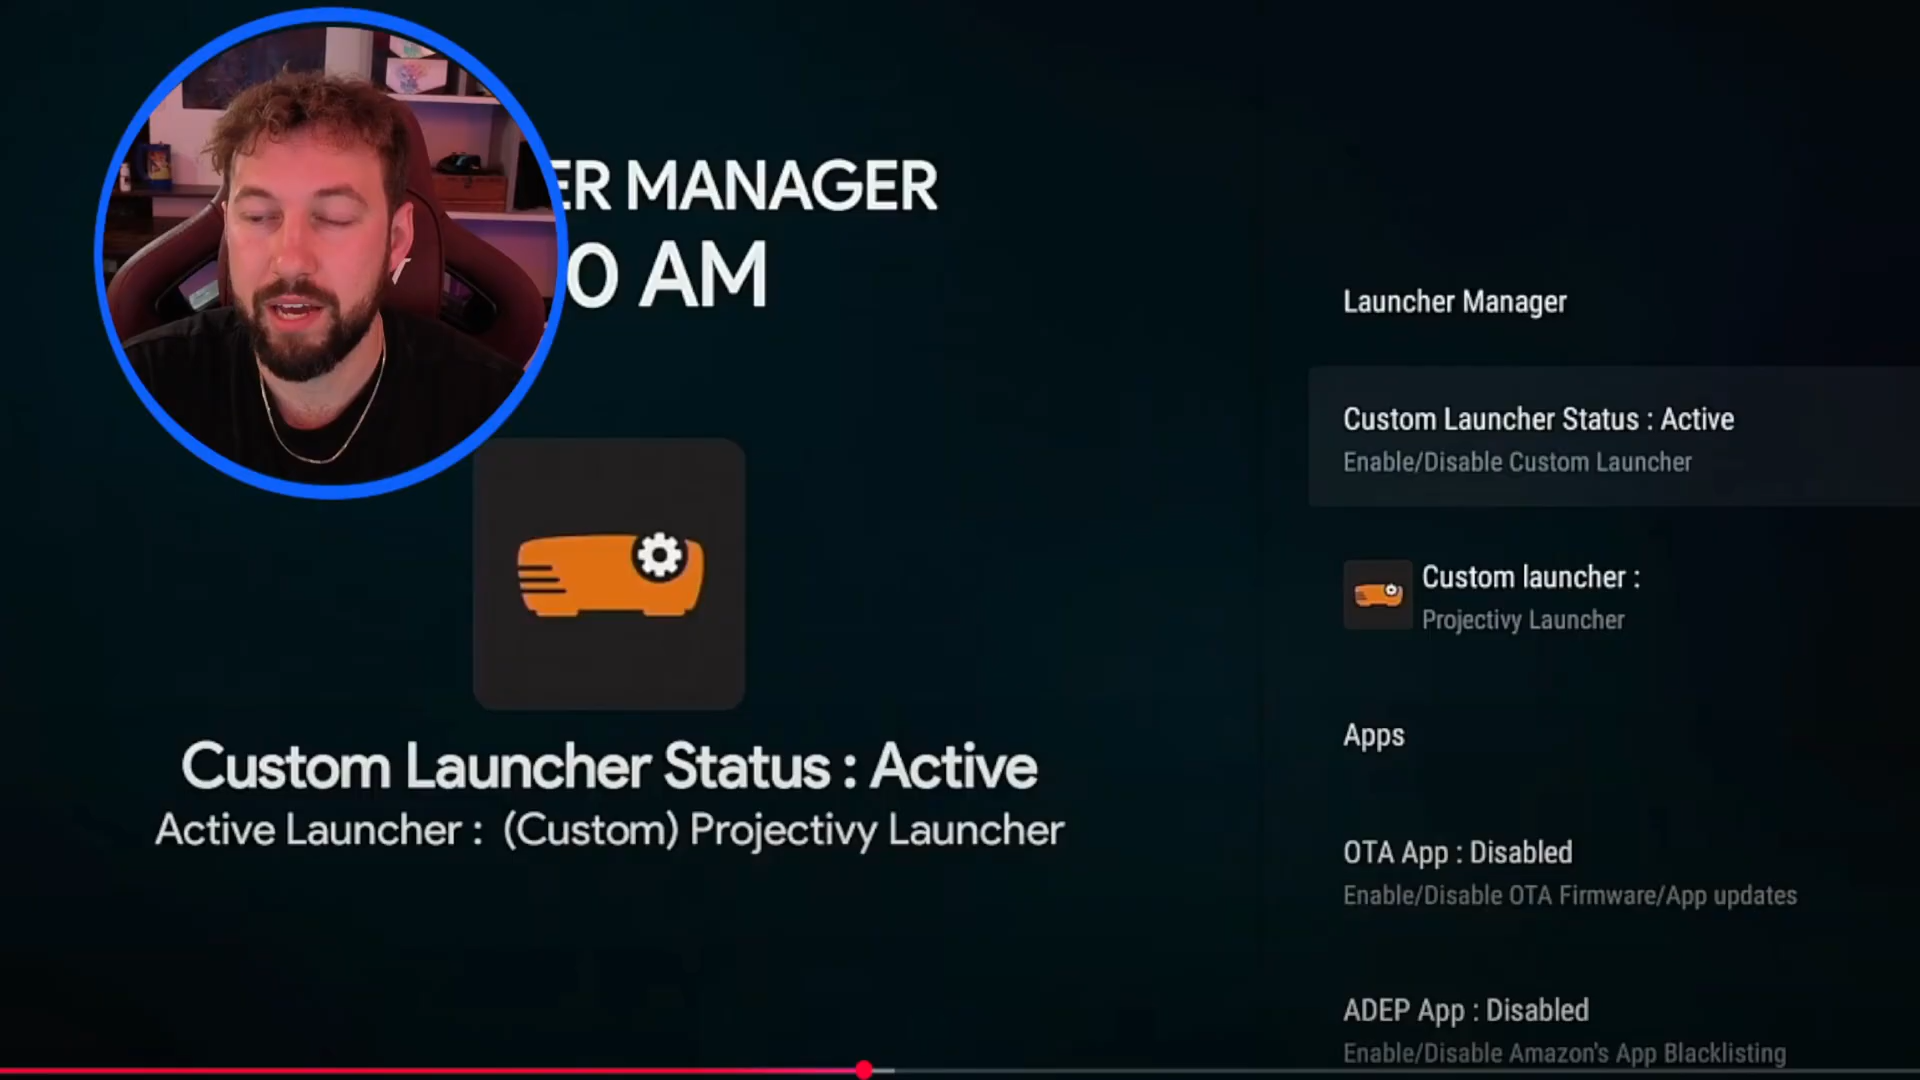 ER MANAGER
0 AM
Custom Launcher Status : Active
Active Launcher : (Custom) Projectivy Launcher
Launcher Manager
Custom Launcher Status : Active
Enable/Disable Custom Launcher
Custom launcher :
Projectivy Launcher
Apps
OTA App : Disabled
Enable/Disable OTA Firmware/App updates
ADEP App : Disabled
Enable/Disable Amazon's App Blacklisting